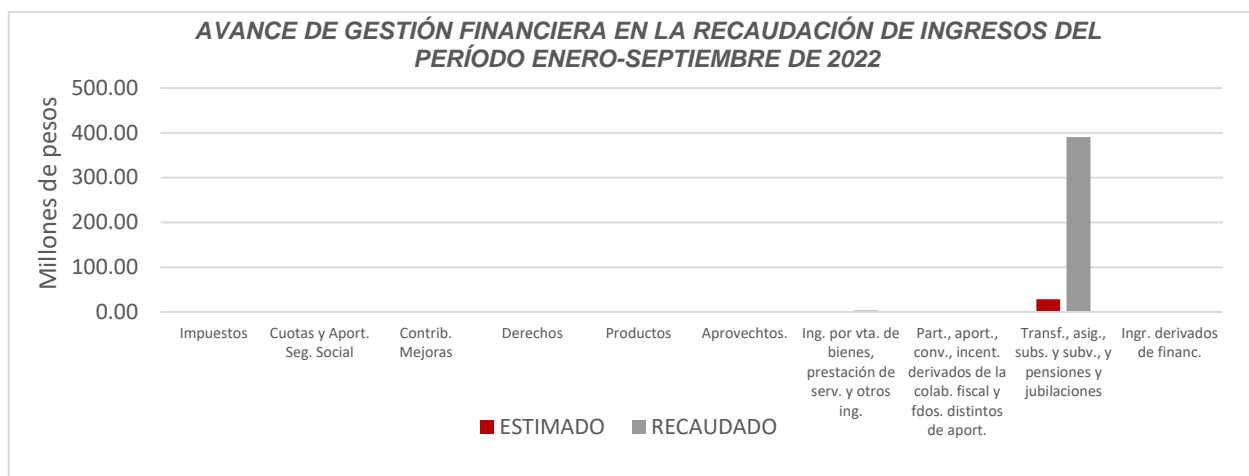 AVANCE DE GESTIÓN FINANCIERA EN LA RECAUDACIÓN DE INGRESOS DEL
PERÍODO ENERO-SEPTIEMBRE DE 2022
Millones de pesos
500.00
400.00
300.00
200.00
100.00
0.00
Impuestos
Cuotas y Aport.
Seg. Social
Contrib.
Mejoras
Derechos
Productos
Aprovechtos.
Ing. por vta. de
bienes,
prestación de
serv. y otros
ing.
Part., aport.,
conv., incent.
derivados de la
colab. fiscal y
fdos. distintos
de aport.
Transf., asig.,
subs. y subv., y
pensiones y
jubilaciones
Ingr. derivados
de financ.
ESTIMADO
RECAUDADO